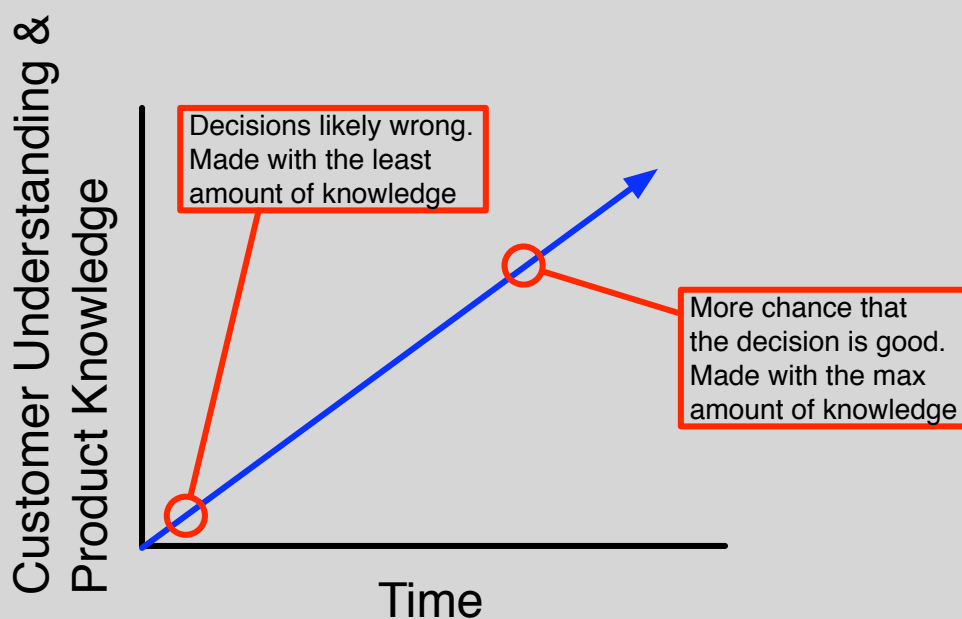 Customer Understanding &
Product Knowledge
Decisions likely wrong.
Made with the least
amount of knowledge
More chance that
the decision is good.
Made with the max
amount of knowledge
Time